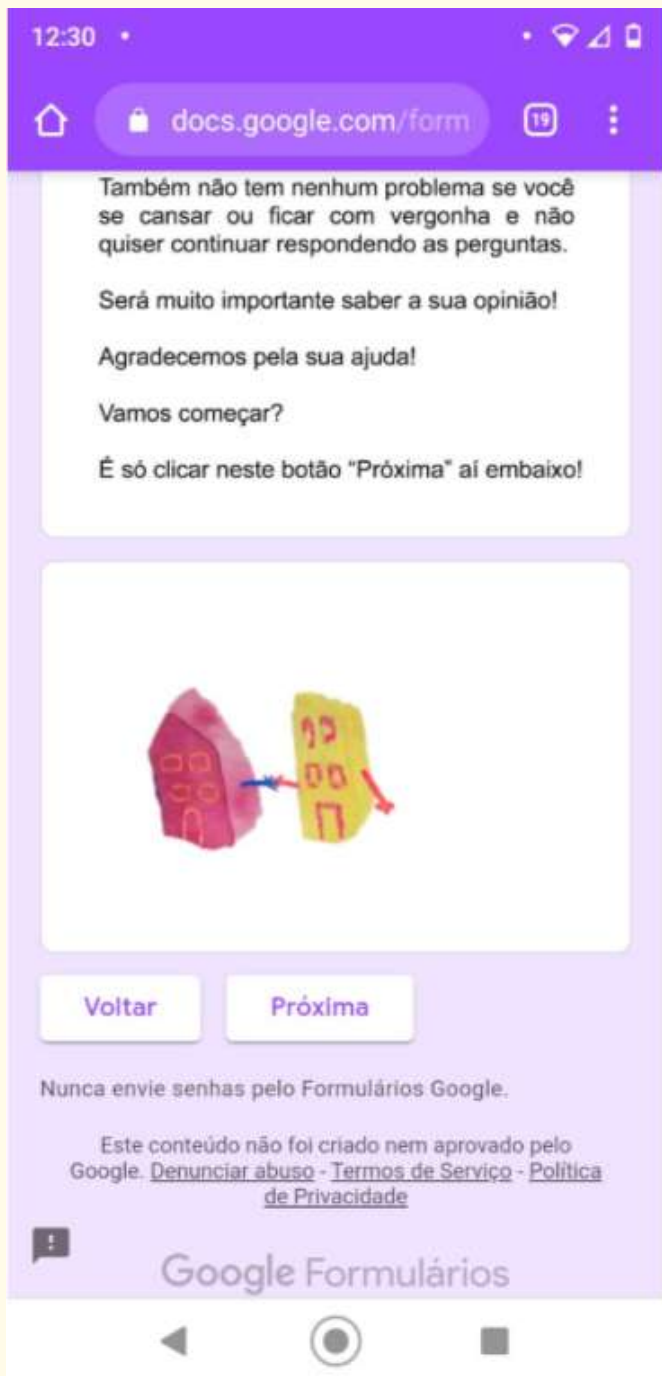 12:30
docs.google.com/form
19
Também não tem nenhum problema se você
se cansar ou ficar com vergonha e não
quiser continuar respondendo as perguntas.
Será muito importante saber a sua opinião!
Agradecemos pela sua ajuda!
Vamos começar?
É só clicar neste botão “Próxima” aí embaixo!
Voltar
Próxima
Nunca envie senhas pelo Formulários Google.
Este conteúdo não foi criado nem aprovado pelo
Google. Denunciar abuso - Termos de Serviço - Política
de Privacidade
Google Formulários